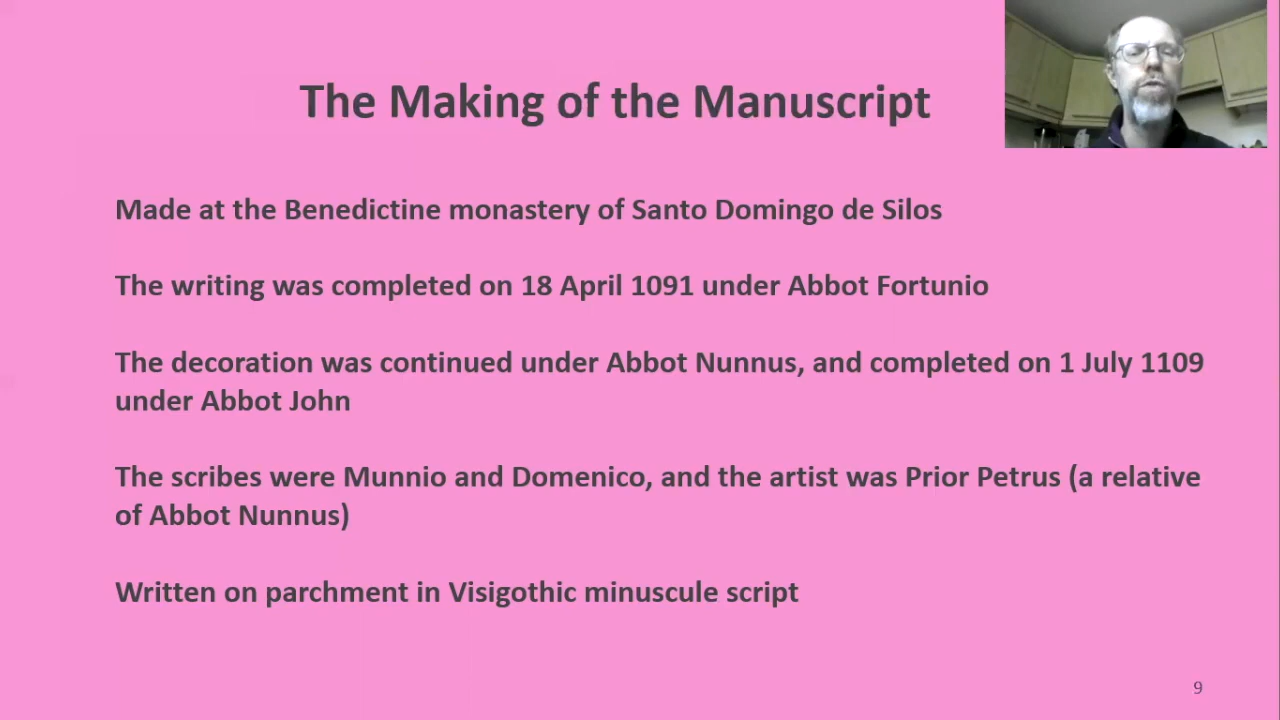 The Making of the Manuscript
Made at the Benedictine monastery of Santo Domingo de Silos
The writing was completed on 18 April 1091 under Abbot Fortunio
The decoration was continued under Abbot Nunnus, and completed on 1 July 1109
under Abbot John
The scribes were Munnio and Domenico, and the artist was Prior Petrus (a relative
of Abbot Nunnus)
Written on parchment in Visigothic minuscule script
9